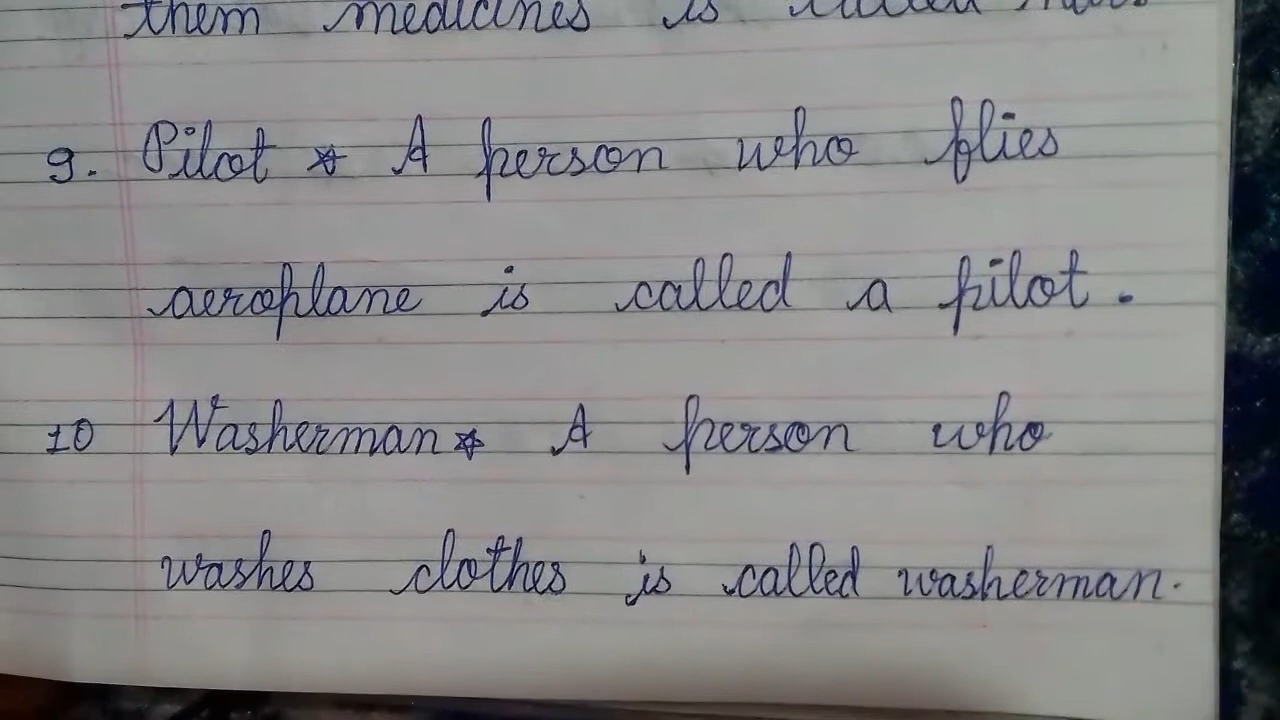 them medicines is called
9. Pilot * A person who flies
aeroplane is called a pilot.
10 Washerman * A person who
washes clothes is called washerman.